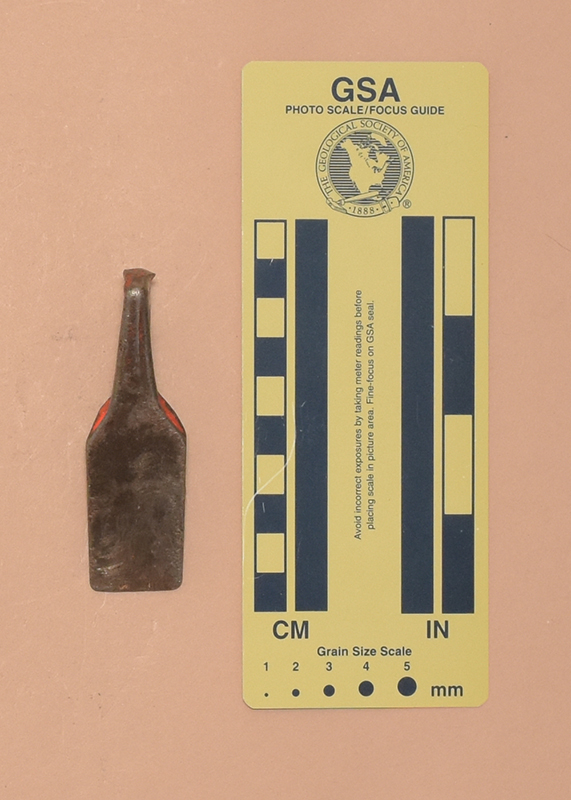 GSA
PHOTO SCALE/FOCUS GUIDE
THE GEOLOGICAL SOCIETY OF AMERICA
·1888·
®
Avoid incorrect exposures by taking meter readings before
placing scale in picture area. Fine-focus on GSA seal.
CM IN
Grain Size Scale
1 2 3 4 5
mm